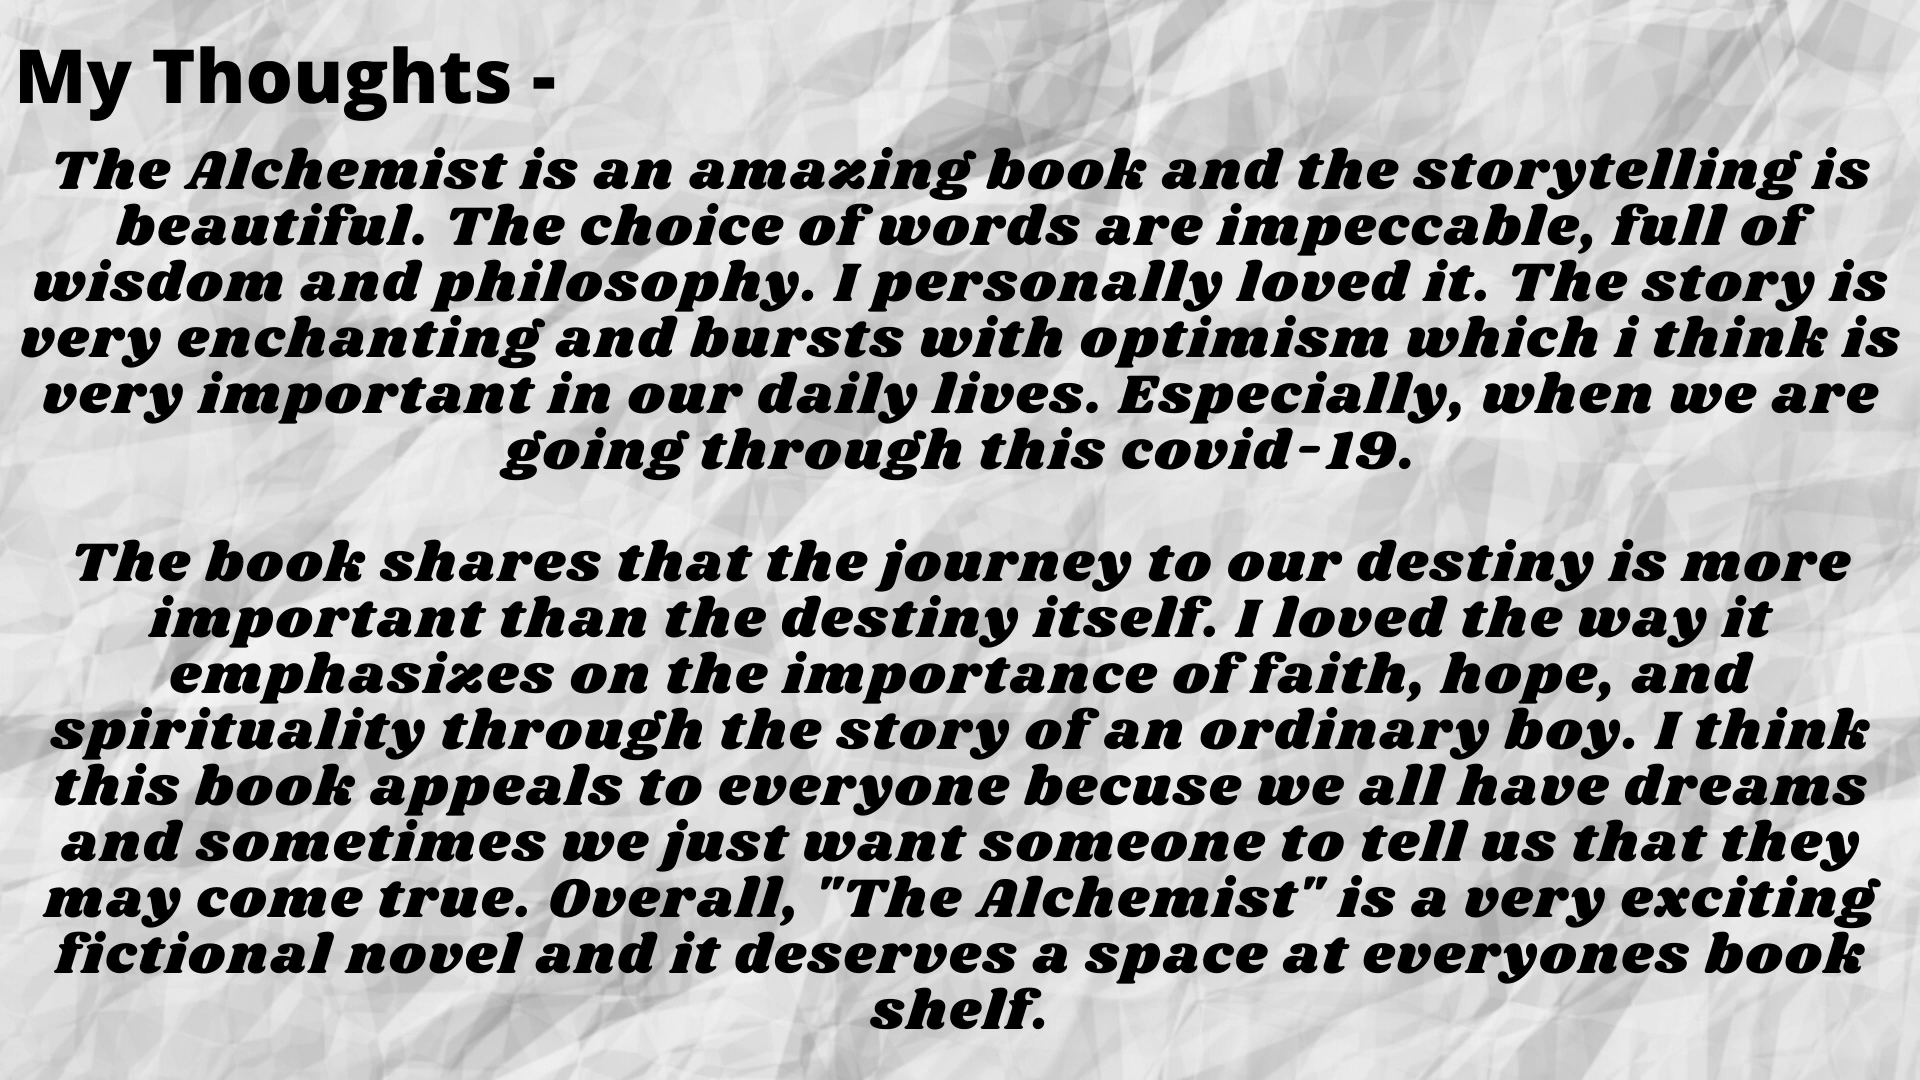 My Thoughts -
The Alchemist is an amazing book and the storytelling is
beautiful. The choice of words are impeccable, full of
wisdom and philosophy. I personally loved it. The story is
very enchanting and bursts with optimism which i think is
very important in our daily lives. Especially, when we are
going through this covid-19.
The book shares that the journey to our destiny is more
important than the destiny itself. I loved the way it
emphasizes on the importance of faith, hope, and
spirituality through the story of an ordinary boy. I think
this book appeals to everyone becuse we all have dreams
and sometimes we just want someone to tell us that they
may come true. Overall, "The Alchemist" is a very exciting
fictional novel and it deserves a space at everyones book
shelf.